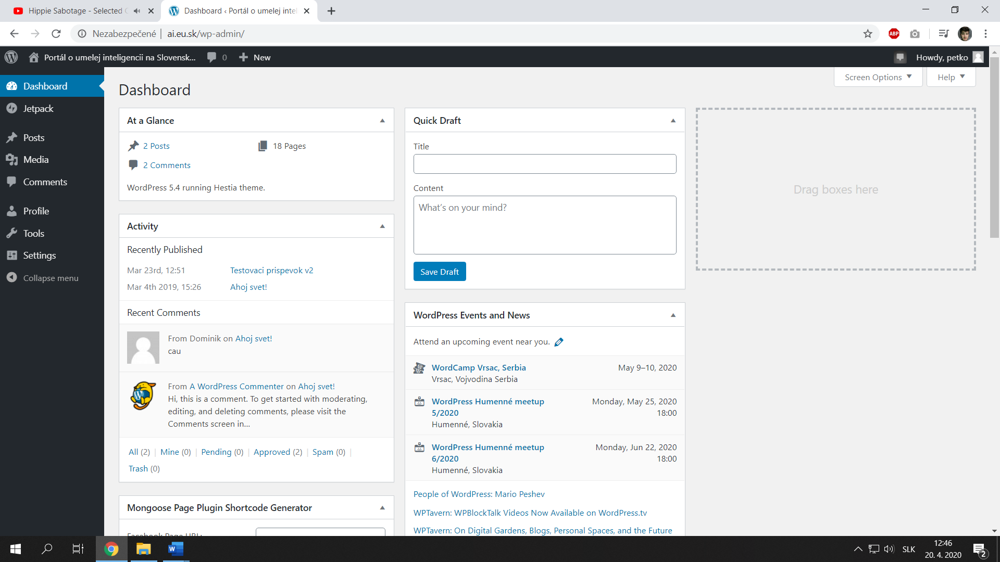 Hippie Sabotage - Selected
Dashboard ‹ Portál o umelej inte
Nezabezpečené | ai.eu.sk/wp-admin/
ABP
Portál o umelej inteligencii na Slovensk...
0
New
Howdy, petko
Dashboard
Jetpack
Posts
Media
Comments
Profile
Tools
Settings
Collapse menu
Screen Options
Help
Dashboard
At a Glance
2 Posts
18 Pages
2 Comments
WordPress 5.4 running Hestia theme.
Activity
Recently Published
Mar 23rd, 12:51
Testovaci prispevok v2
Mar 4th 2019, 15:26
Ahoj svet!
Recent Comments
From Dominik on Ahoj svet!
cau
From A WordPress Commenter on Ahoj svet!
Hi, this is a comment. To get started with moderating,
editing, and deleting comments, please visit the
Comments screen in…
All (2) | Mine (0) | Pending (0) | Approved (2) | Spam (0) |
Trash (0)
Mongoose Page Plugin Shortcode Generator
Facebook Page URL:
Quick Draft
Title
Content
What's on your mind?
Save Draft
WordPress Events and News
Attend an upcoming event near you.
WordCamp Vrsac, Serbia
May 9–10, 2020
Vrsac, Vojvodina Serbia
WordPress Humenné meetup
Monday, May 25, 2020
5/2020
18:00
Humenné, Slovakia
WordPress Humenné meetup
Monday, Jun 22, 2020
6/2020
18:00
Humenné, Slovakia
People of WordPress: Mario Peshev
WPTavern: WPBlockTalk Videos Now Available on WordPress.tv
WPTavern: On Digital Gardens, Blogs, Personal Spaces, and the Future
Drag boxes here
SLK
12:46
20. 4. 2020
2